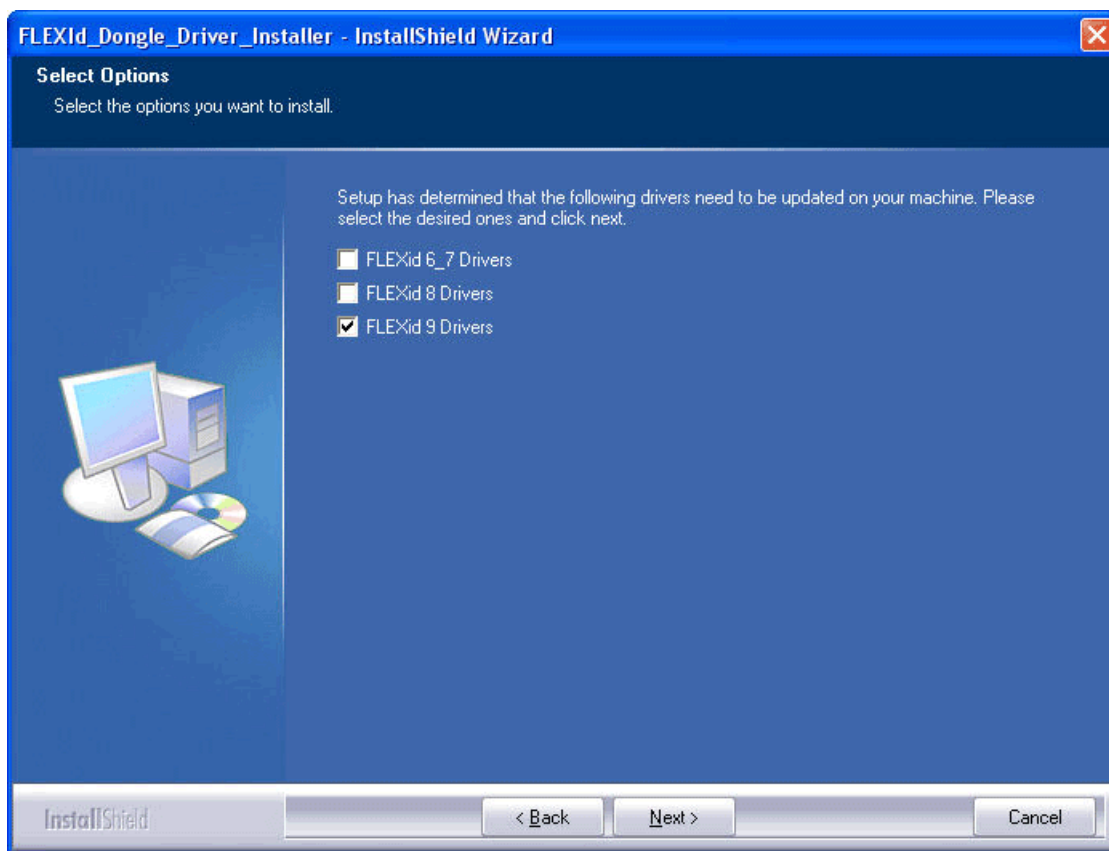 FLEXId_Dongle_Driver_Installer - InstallShield Wizard
Select Options
Select the options you want to install.
Setup has determined that the following drivers need to be updated on your machine. Please
select the desired ones and click next.
FLEXid 6_7 Drivers
FLEXid 8 Drivers
FLEXid 9 Drivers
InstallShield
< Back
Next >
Cancel